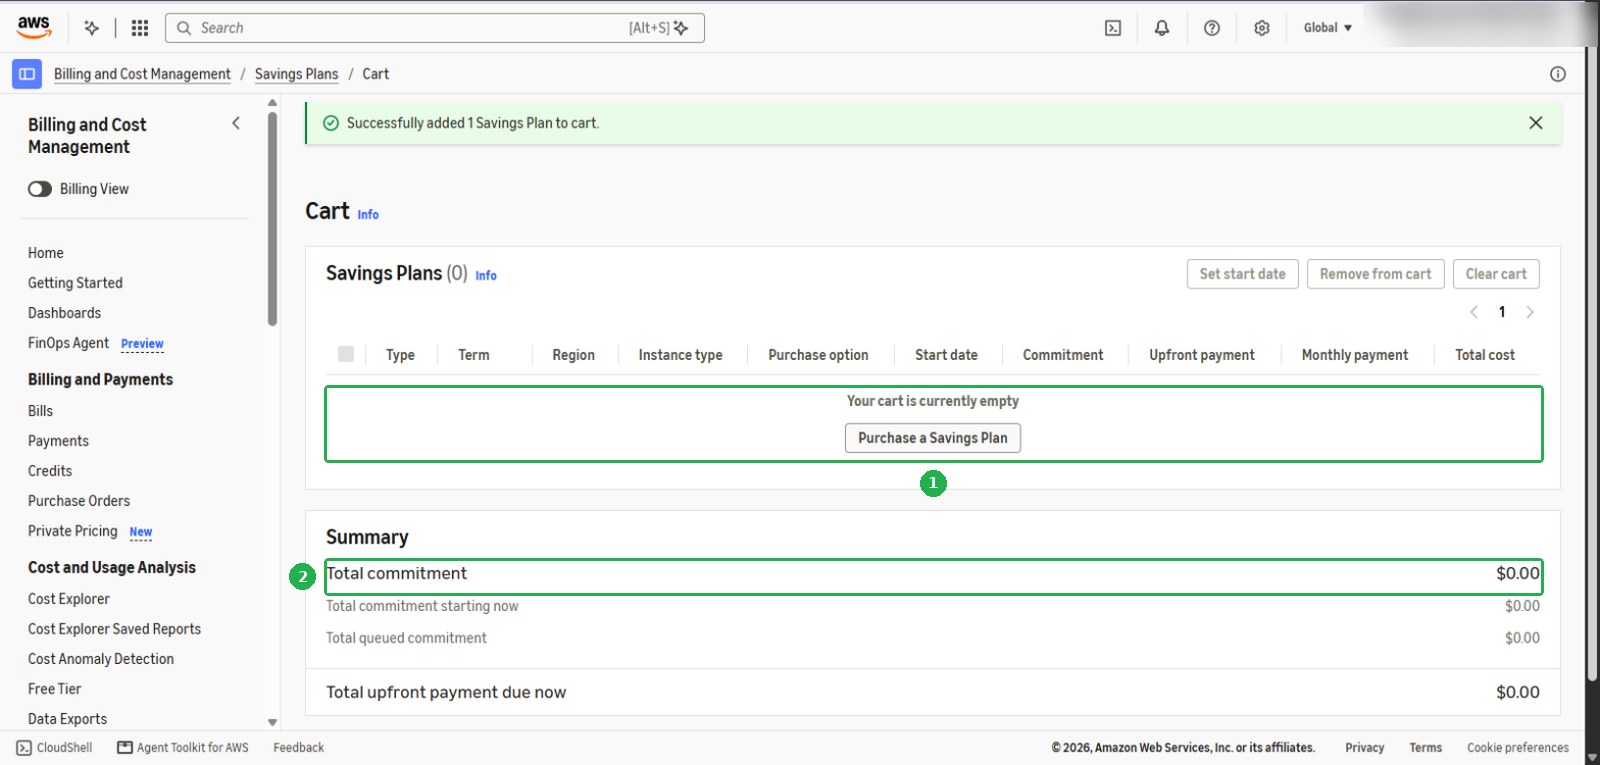 aws
Search [Alt+S]
Global
Billing and Cost Management / Savings Plans / Cart
Billing and Cost
Management
Billing View
Home
Getting Started
Dashboards
FinOps Agent Preview
Billing and Payments
Bills
Payments
Credits
Purchase Orders
Private Pricing New
Cost and Usage Analysis
Cost Explorer
Cost Explorer Saved Reports
Cost Anomaly Detection
Free Tier
Data Exports
Successfully added 1 Savings Plan to cart.
Cart Info
Savings Plans (0) Info
Set start date Remove from cart Clear cart
1
Type Term Region Instance type Purchase option Start date Commitment Upfront payment Monthly payment Total cost
Your cart is currently empty
Purchase a Savings Plan
1
Summary
2 Total commitment $0.00
Total commitment starting now $0.00
Total queued commitment $0.00
Total upfront payment due now $0.00
CloudShell Agent Toolkit for AWS Feedback © 2026, Amazon Web Services, Inc. or its affiliates. Privacy Terms Cookie preferences